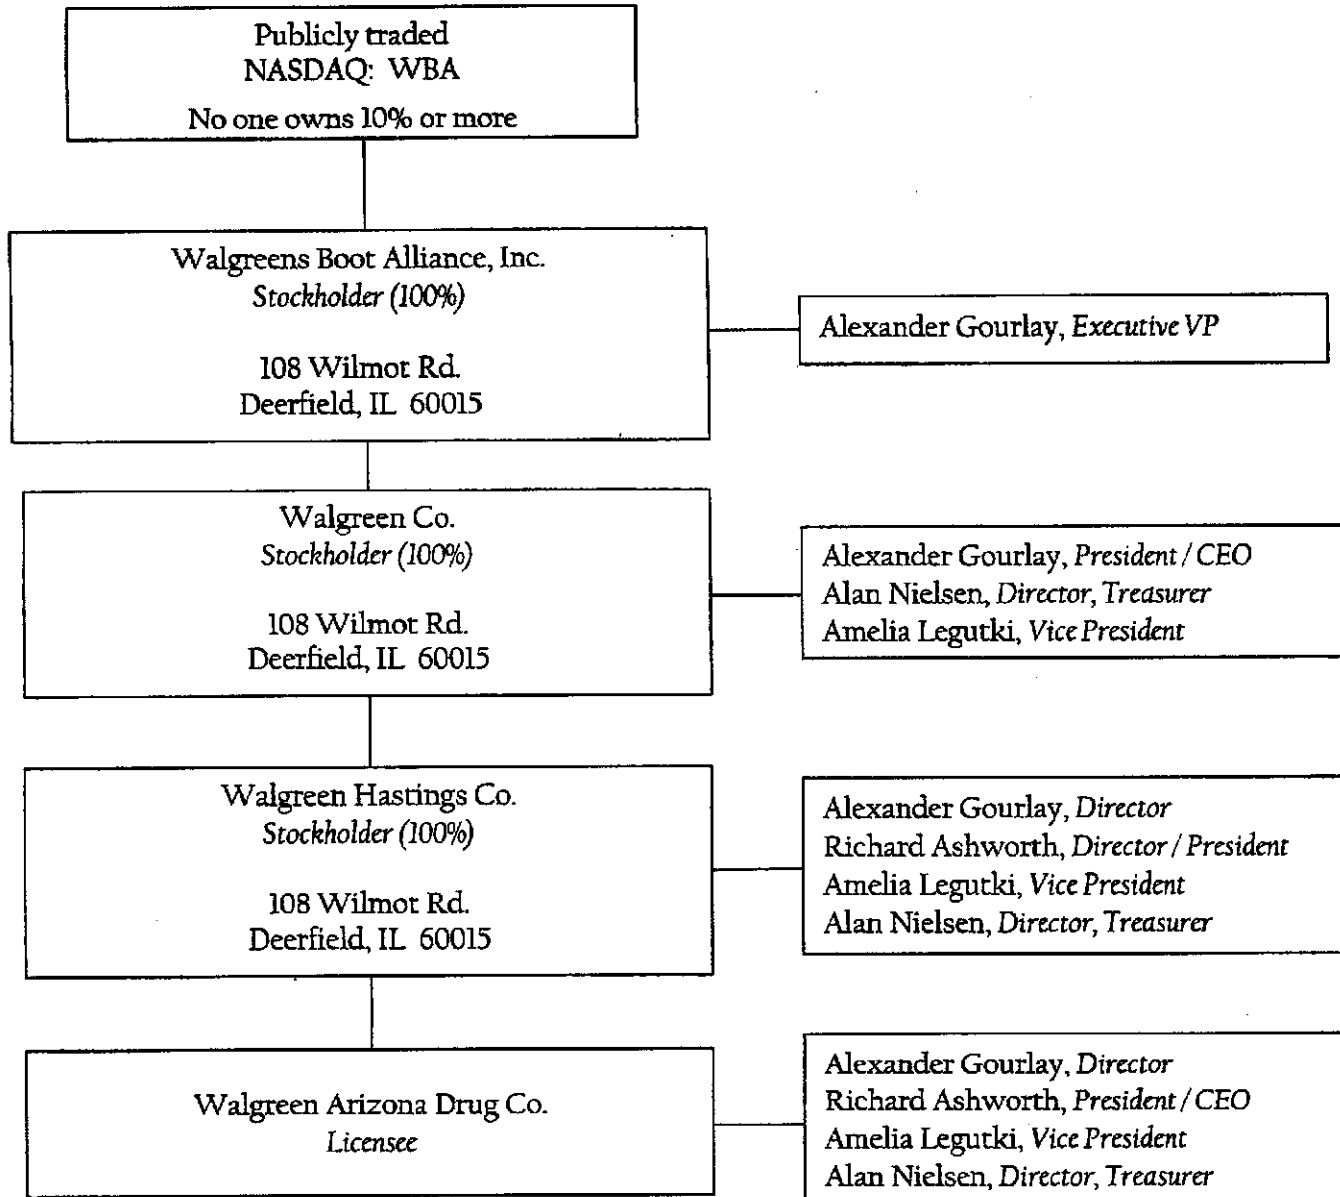 Publicly traded
NASDAQ: WBA
No one owns 10% or more
Walgreens Boot Alliance, Inc.
Stockholder (100%)
108 Wilmot Rd.
Deerfield, IL 60015
Alexander Gourlay, Executive VP
Walgreen Co.
Stockholder (100%)
108 Wilmot Rd.
Deerfield, IL 60015
Alexander Gourlay, President / CEO
Alan Nielsen, Director, Treasurer
Amelia Legutki, Vice President
Walgreen Hastings Co.
Stockholder (100%)
108 Wilmot Rd.
Deerfield, IL 60015
Alexander Gourlay, Director
Richard Ashworth, Director / President
Amelia Legutki, Vice President
Alan Nielsen, Director, Treasurer
Walgreen Arizona Drug Co.
Licensee
Alexander Gourlay, Director
Richard Ashworth, President / CEO
Amelia Legutki, Vice President
Alan Nielsen, Director, Treasurer